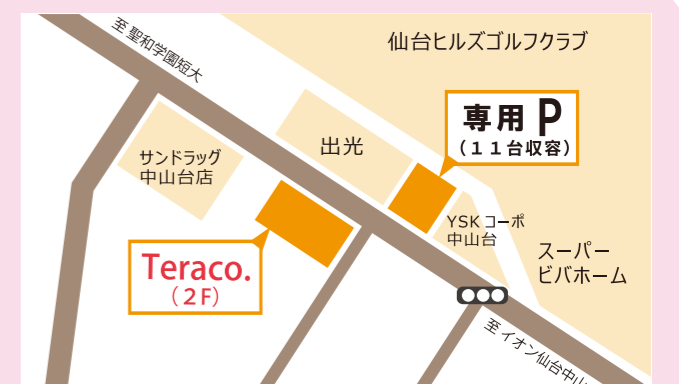 至 聖和学園短大
仙台ヒルズゴルフクラブ
専用 P
（１１台収容）
出光
サンドラッグ
中山台店
YSK コーポ
中山台
スーパー
ビバホーム
Teraco.
（２F）
至 イオン仙台中山